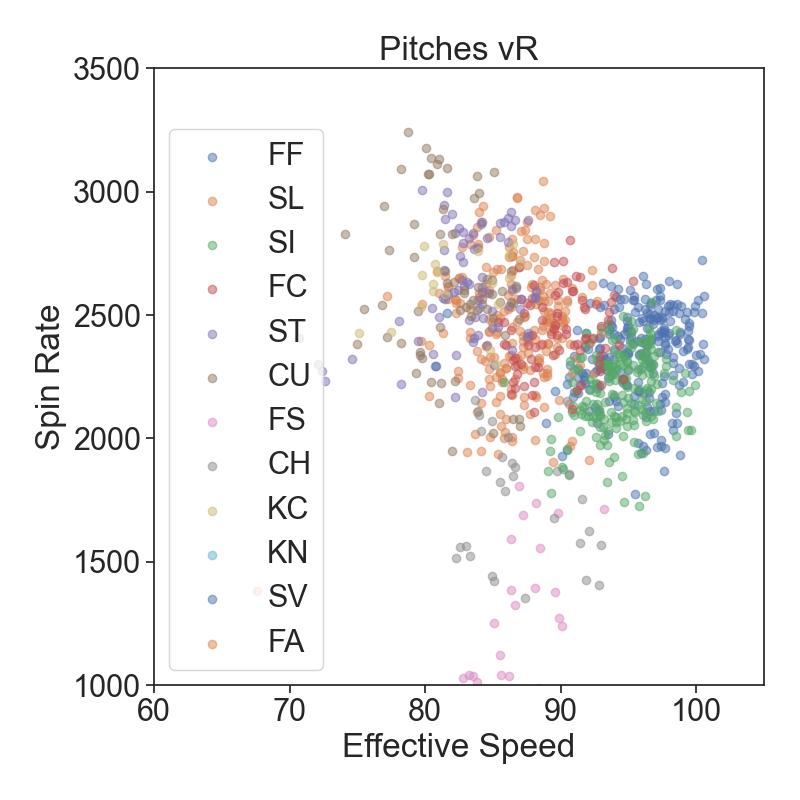 Pitches vR
3500
3000
2500
2000
1500
1000
Spin Rate
FF
SL
SI
FC
ST
CU
FS
CH
KC
KN
SV
FA
60 70 80 90 100
Effective Speed